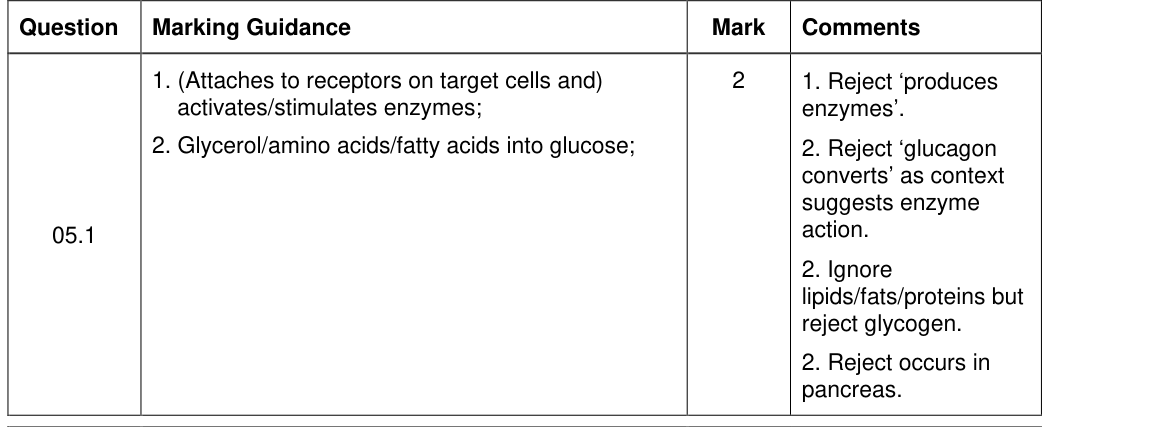 Question Marking Guidance Mark Comments
05.1
1. (Attaches to receptors on target cells and)
activates/stimulates enzymes;
2. Glycerol/amino acids/fatty acids into glucose;
2
1. Reject ‘produces
enzymes’.
2. Reject ‘glucagon
converts’ as context
suggests enzyme
action.
2. Ignore
lipids/fats/proteins but
reject glycogen.
2. Reject occurs in
pancreas.